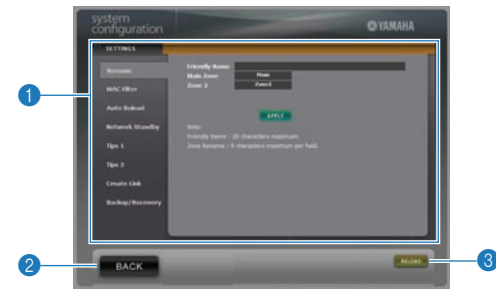 system
configuration
YAMAHA
SETTINGS
Rename
MAC Filter
Auto Reload
Network Standby
Tips 1
Tips 2
Create Link
Backup/Recovery
Friendly Name
Main Zone Main
Zone 2 Zone2
APPLY
Note:
Friendly Name : 20 characters maximum.
Zone Rename : 9 characters maximum per field.
1
2
BACK
RELOAD
3